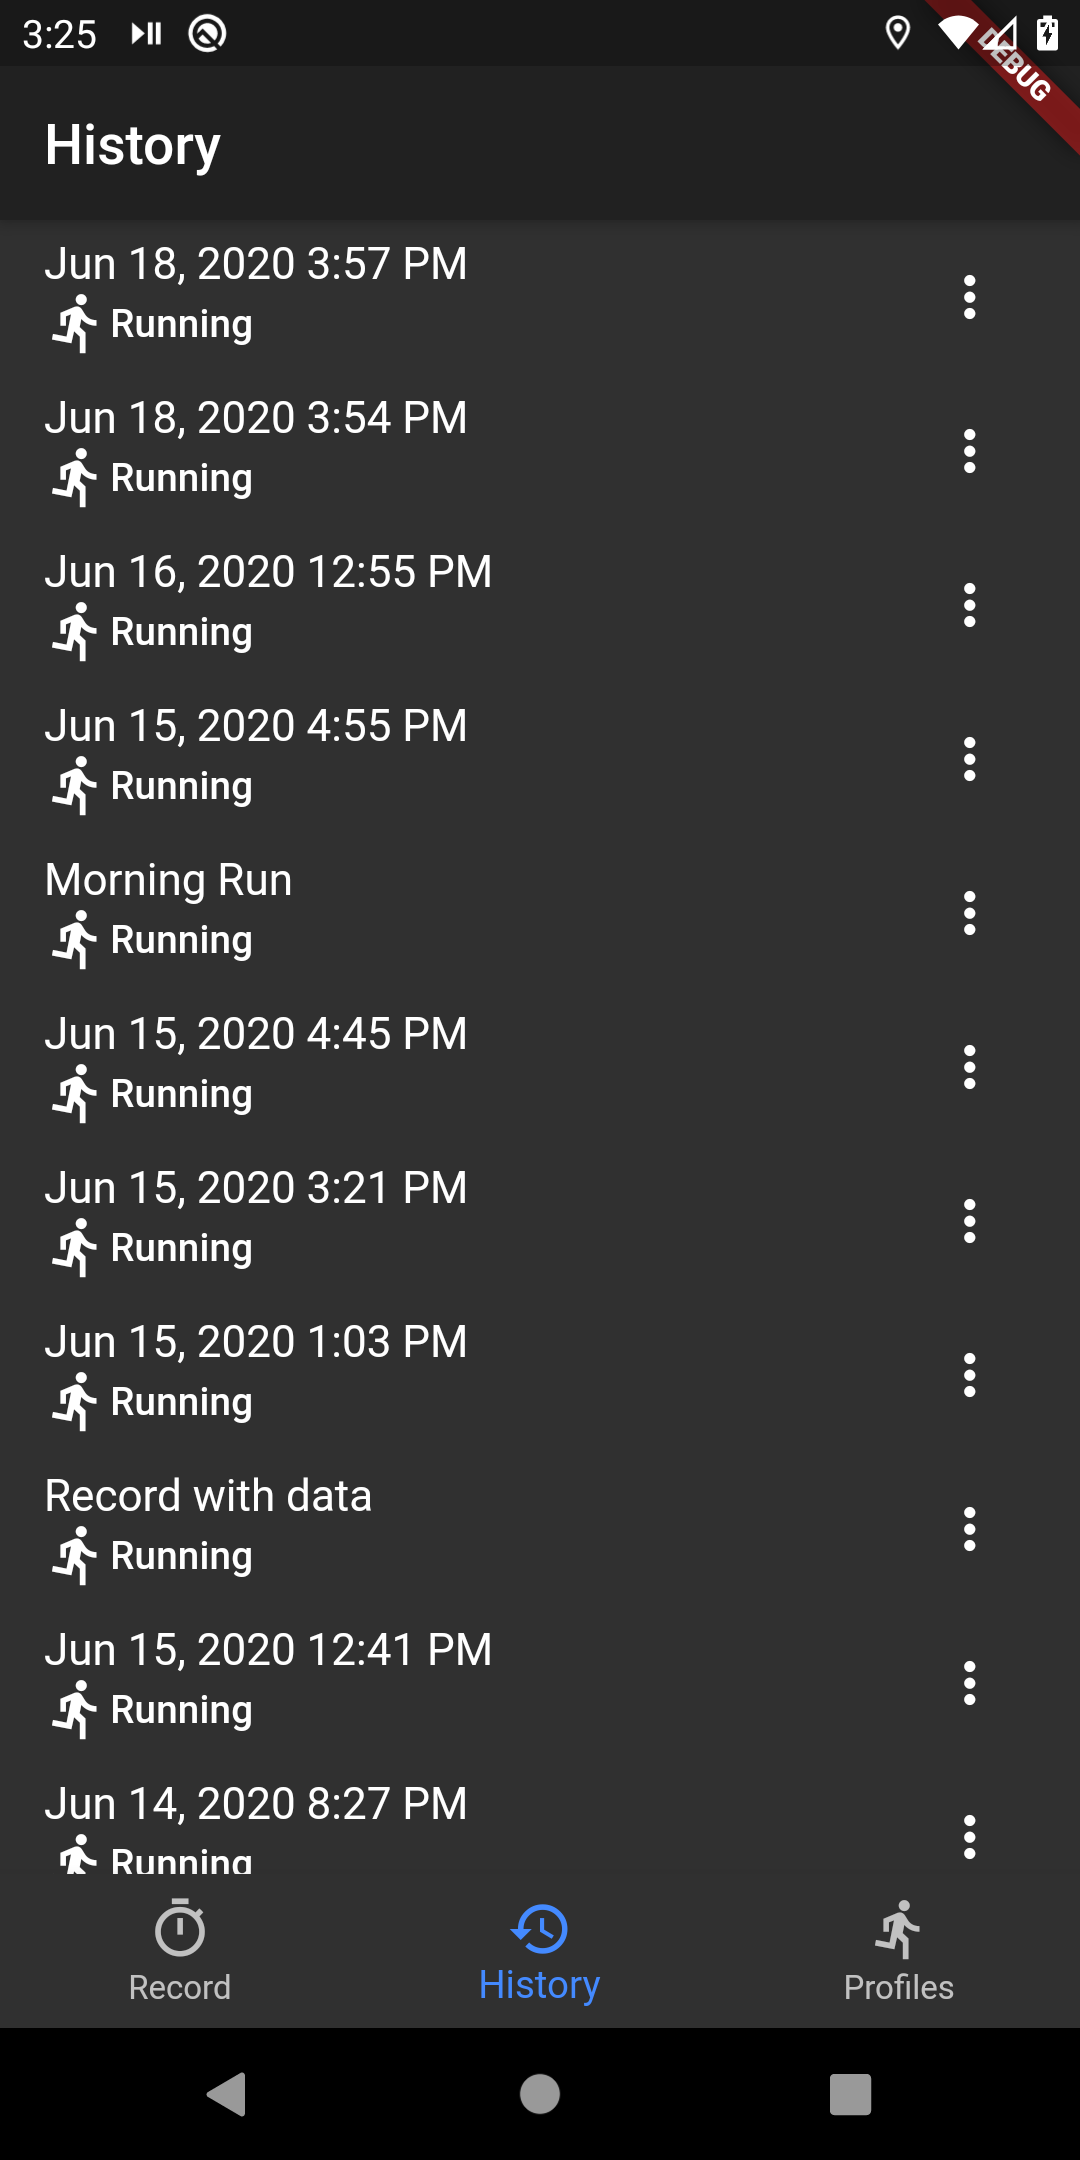 3:25
DEBUG
History
Jun 18, 2020 3:57 PM
Running
Jun 18, 2020 3:54 PM
Running
Jun 16, 2020 12:55 PM
Running
Jun 15, 2020 4:55 PM
Running
Morning Run
Running
Jun 15, 2020 4:45 PM
Running
Jun 15, 2020 3:21 PM
Running
Jun 15, 2020 1:03 PM
Running
Record with data
Running
Jun 15, 2020 12:41 PM
Running
Jun 14, 2020 8:27 PM
Running
Record
History
Profiles